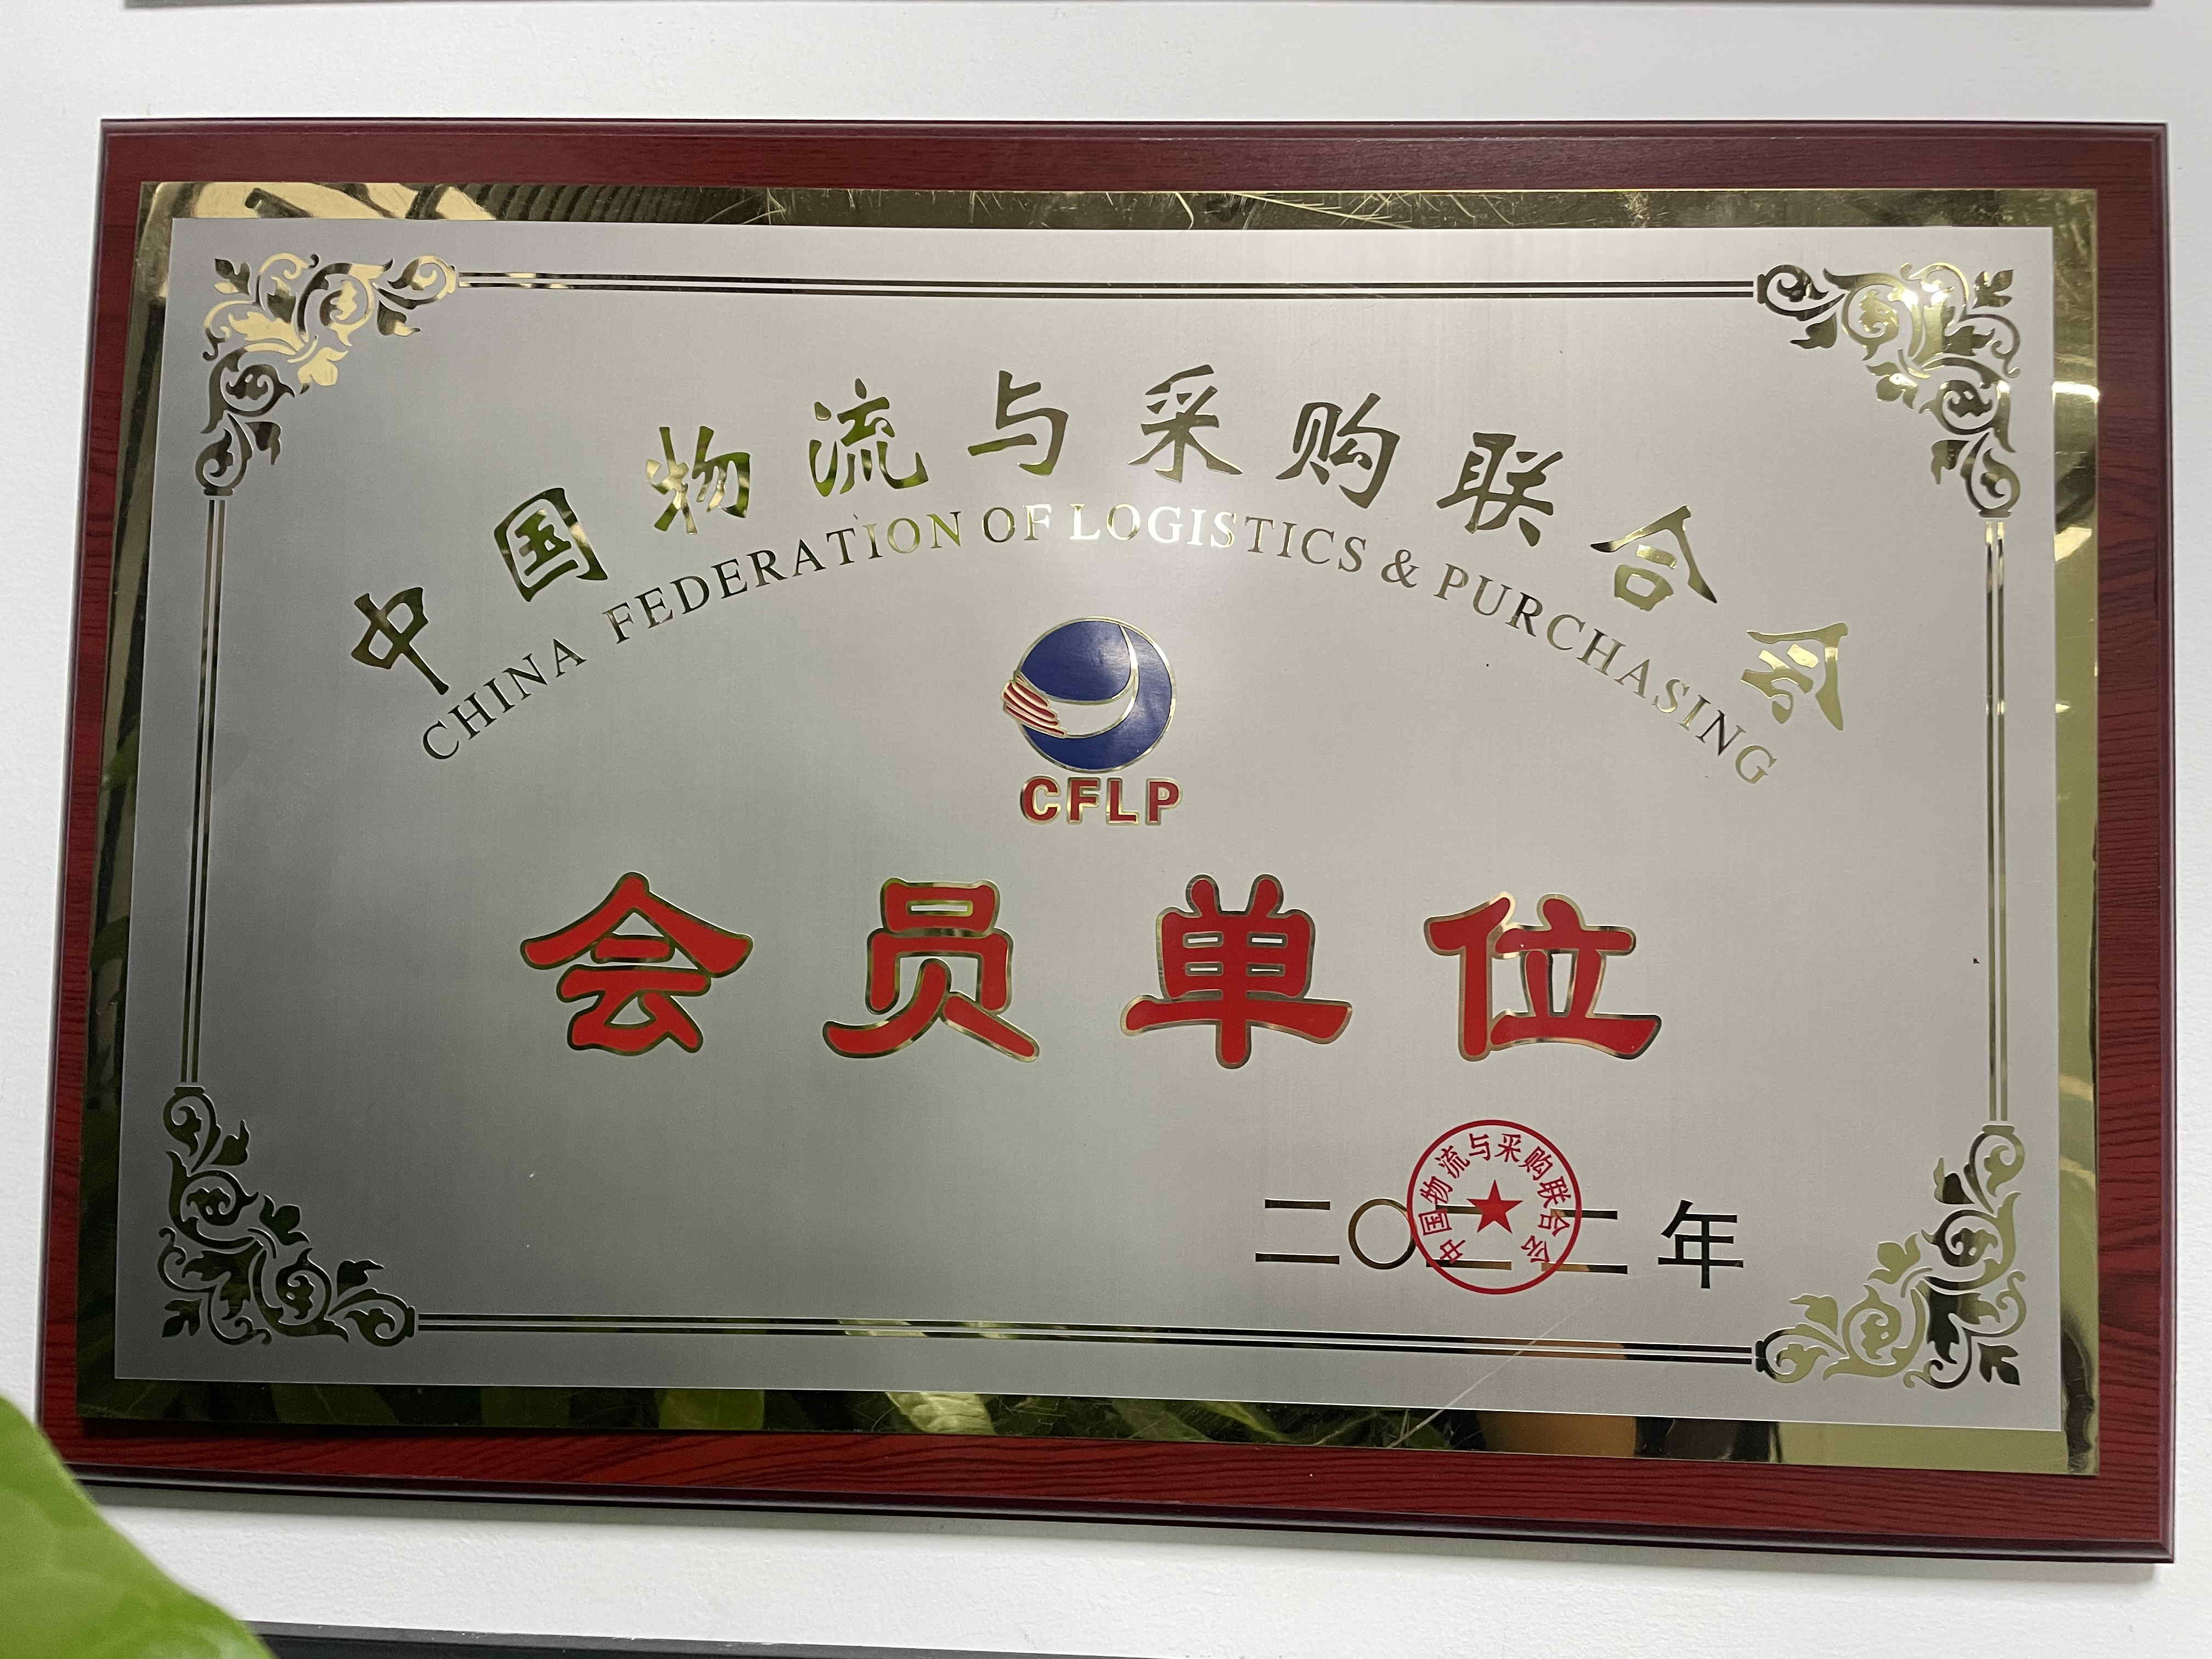 中国物流与采购联合会
CHINA FEDERATION OF LOGISTICS & PURCHASING
CFLP
会员单位
二〇二二年
中国物流与采购联合会